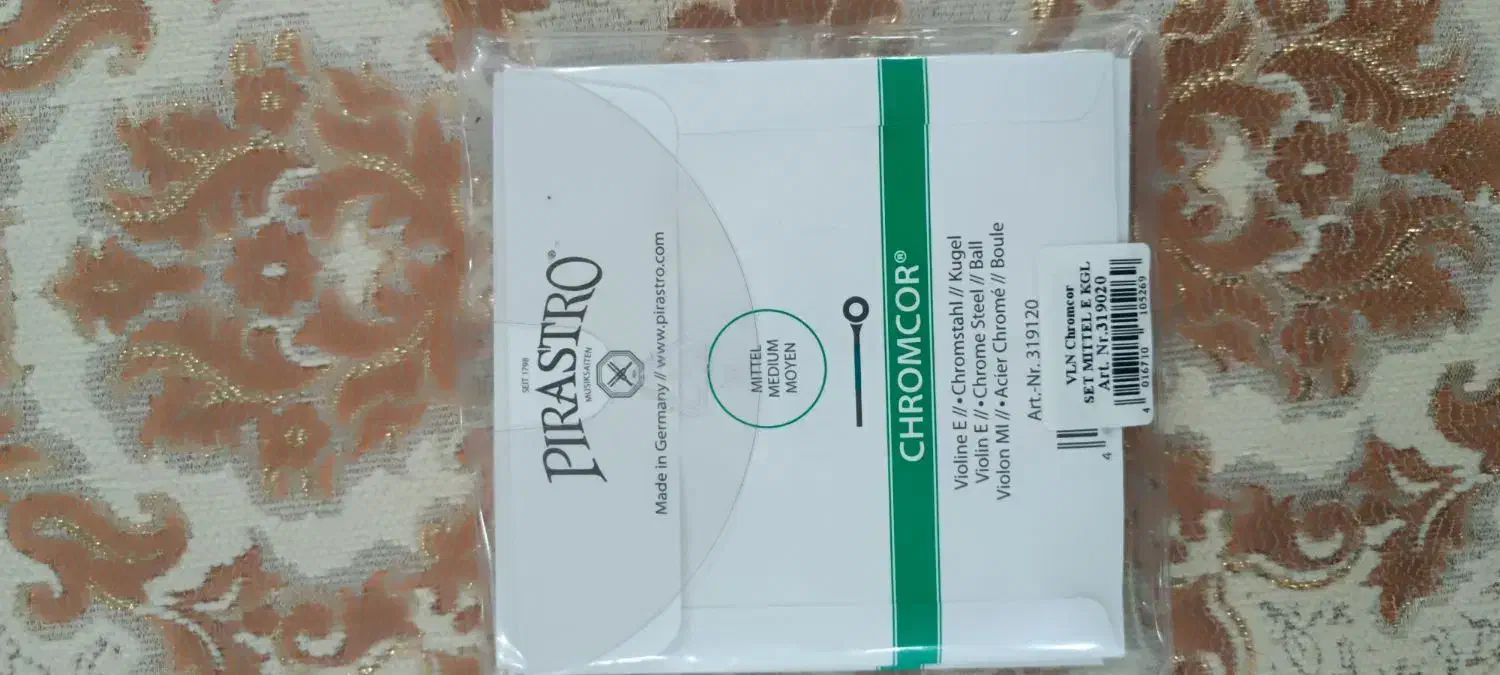 SEIT 1798
PIRASTRO®
MUSIKSAITEN
Made in Germany // www.pirastro.com
MITTEL
MEDIUM
MOYEN
CHROMCOR®
Violine E // • Chromstahl // Kugel
Violin E // • Chrome Steel // Ball
Violon MI // • Acier Chromé // Boule
Art.-Nr. 319120
VLN Chromcor
SET MITTEL E KGL
Art. Nr.319020
4 016710 105269
4